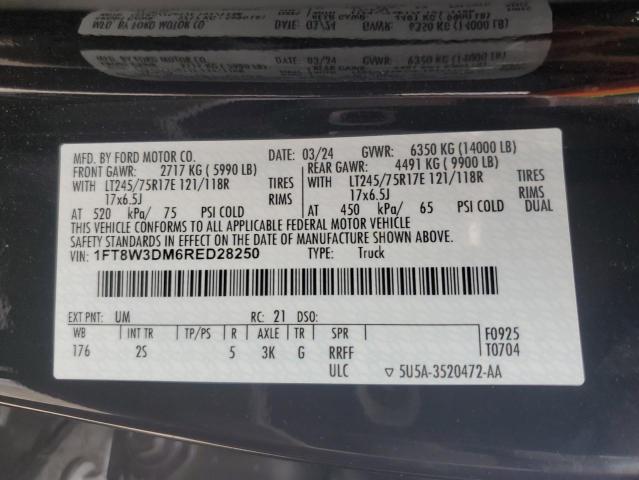 MFD. BY FORD MOTOR CO. DATE: 03/24 GVWR: 6350 KG (14000 LB)
FRONT GAWR: 2717 KG (5990 LB) REAR GAWR: 4491 KG (9900 LB)
WITH LT245/75R17E 121/118R TIRES WITH LT245/75R17E 121/118R TIRES
17x6.5J RIMS 17x6.5J RIMS
AT 520 kPa/ 75 PSI COLD AT 450 kPa/ 65 PSI COLD DUAL
THIS VEHICLE CONFORMS TO ALL APPLICABLE FEDERAL MOTOR VEHICLE
SAFETY STANDARDS IN EFFECT ON THE DATE OF MANUFACTURE SHOWN ABOVE.
VIN: 1FT8W3DM6RED28250 TYPE: Truck
EXT PNT: UM RC: 21 DSO:
WB INT TR TP/PS R AXLE TR SPR F0925
176 2S 5 3K G RRFF T0704
ULC ▽ 5U5A-3520472-AA